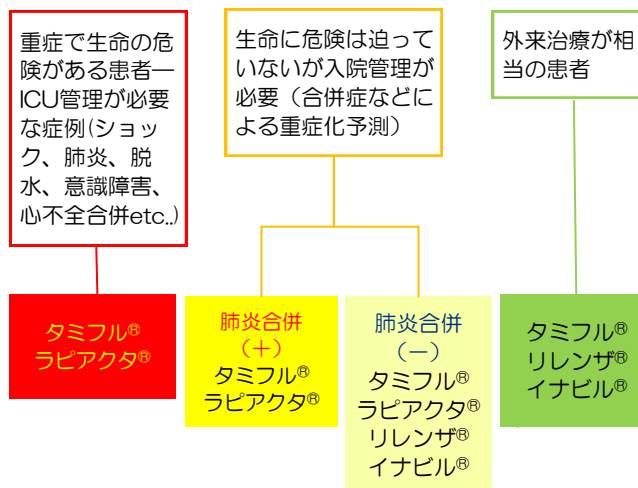 重症で生命の危
険がある患者―
ICU管理が必要
な症例(ショッ
ク、肺炎、脱
水、意識障害、
心不全合併etc..)
生命に危険は迫って
いないが入院管理が
必要（合併症などに
よる重症化予測）
外来治療が相
当の患者
タミフル®
ラピアクタ®
肺炎合併
（＋）
タミフル®
ラピアクタ®
肺炎合併
（－）
タミフル®
ラピアクタ®
リレンザ®
イナビル®
タミフル®
リレンザ®
イナビル®